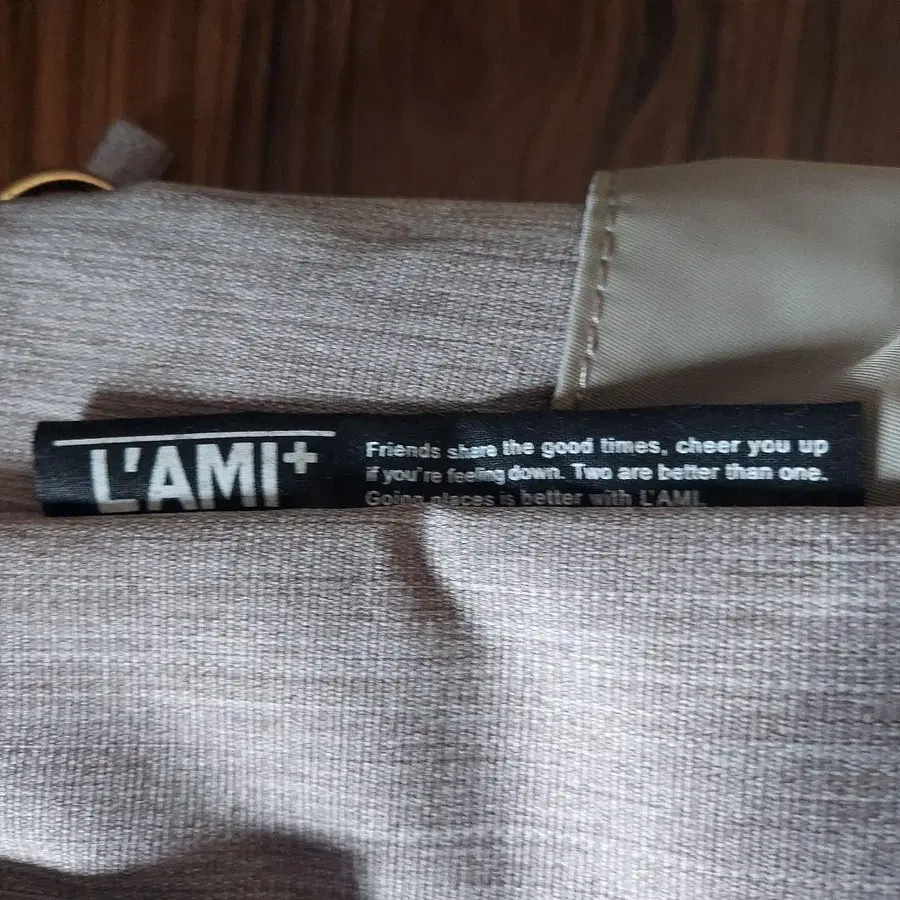 L'AMI+
Friends share the good times, cheer you up
if you're feeling down. Two are better than one.
Going places is better with L'AMI.